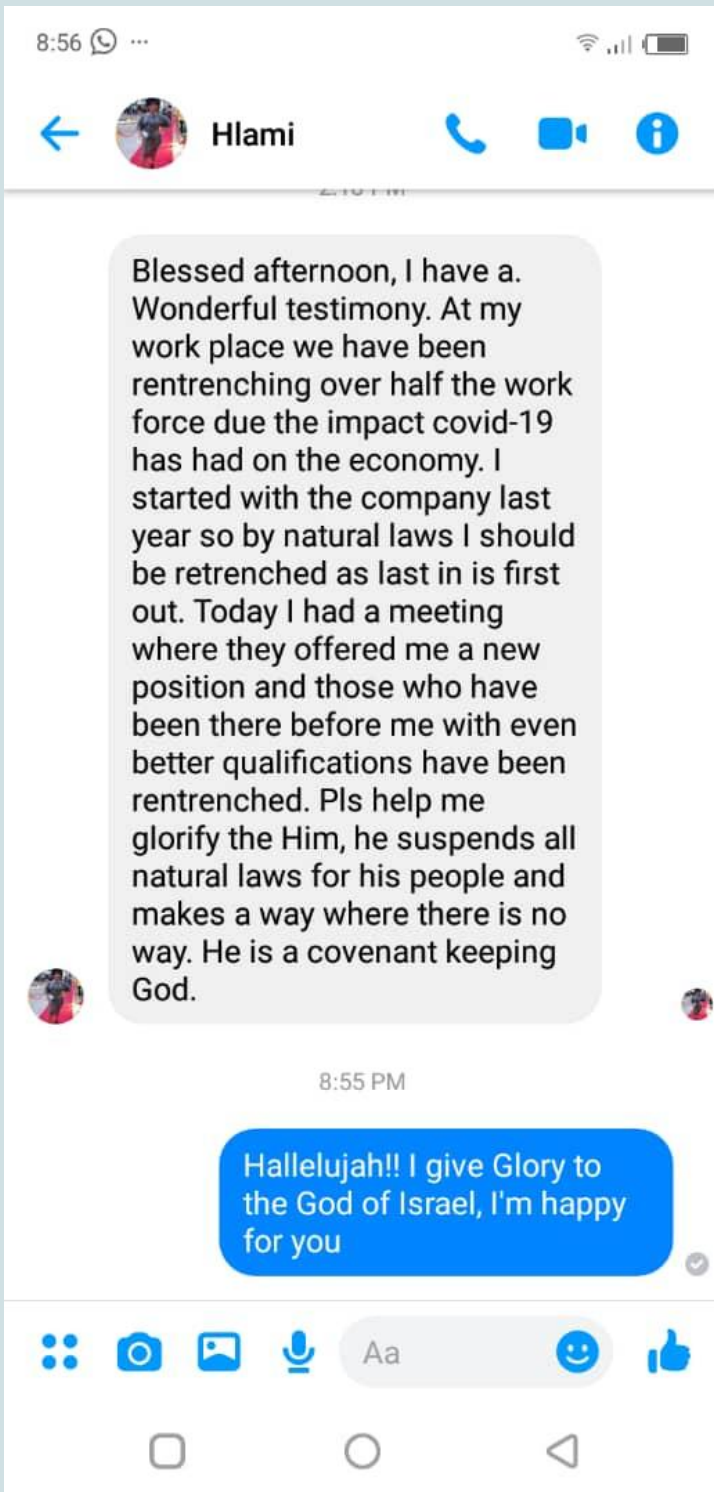 8:56 ...
Hlami
Blessed afternoon, I have a.
Wonderful testimony. At my
work place we have been
rentrenching over half the work
force due the impact covid-19
has had on the economy. I
started with the company last
year so by natural laws I should
be retrenched as last in is first
out. Today I had a meeting
where they offered me a new
position and those who have
been there before me with even
better qualifications have been
rentrenched. Pls help me
glorify the Him, he suspends all
natural laws for his people and
makes a way where there is no
way. He is a covenant keeping
God.
8:55 PM
Hallelujah!! I give Glory to
the God of Israel, I'm happy
for you
Aa